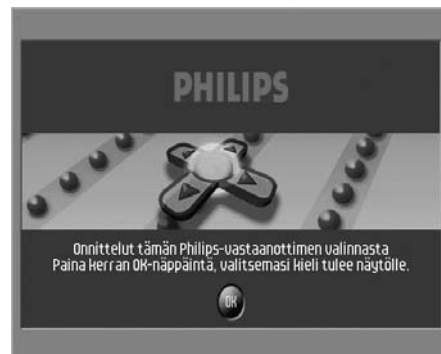 PHILIPS
Onnittelut tämän Philips-vastaanottimen valinnasta
Paina kerran OK-näppäintä, valitsemasi kieli tulee näytölle.
OK